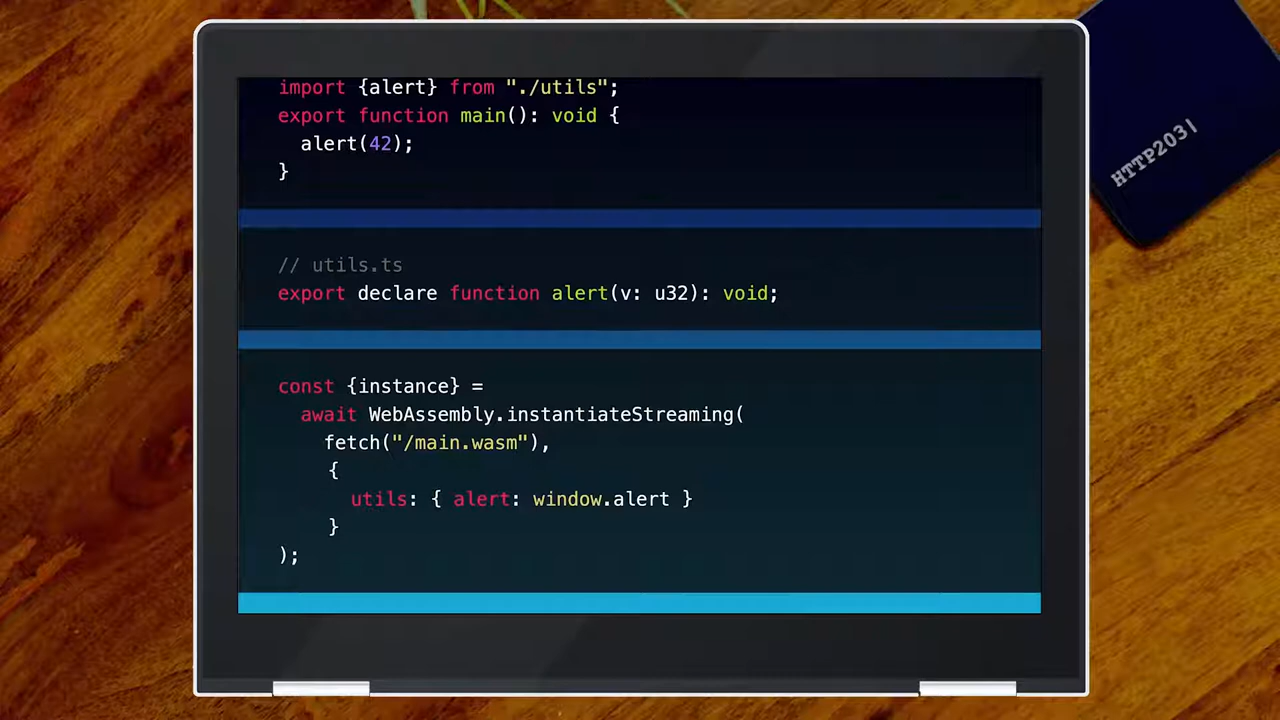 import {alert} from "./utils";
export function main(): void {
  alert(42);
}
// utils.ts
export declare function alert(v: u32): void;
const {instance} =
  await WebAssembly.instantiateStreaming(
    fetch("/main.wasm"),
    {
      utils: { alert: window.alert }
    }
);
HTTP203|